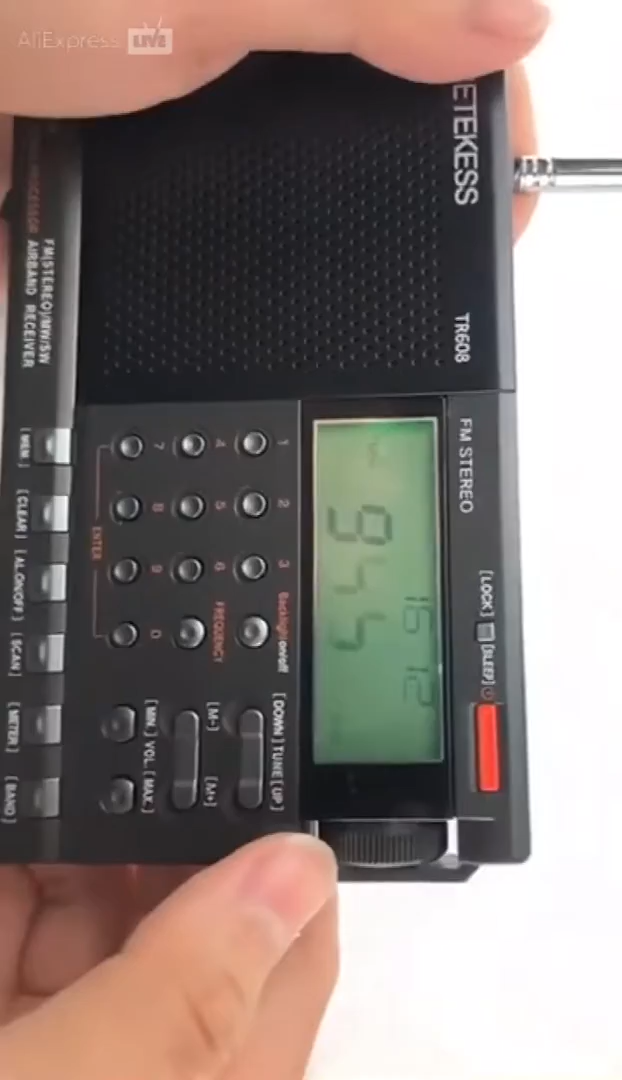 AliExpress LIVE
ETEKESS
TR608
FM STEREO
[LOCK]
[SLEEP]
16 12
FM(STEREO)/MW/SW
AIRBAND RECEIVER
1
2
3
Backlight on/off
4
5
6
FREQUENCY
7
8
9
0
ENTER
[DOWN] TUNE [UP]
[M-]
[M+]
[MIN.] VOL. [MAX.]
[MEM.]
[CLEAR]
[AL.ON/OFF]
[SCAN]
[METER]
[BAND]